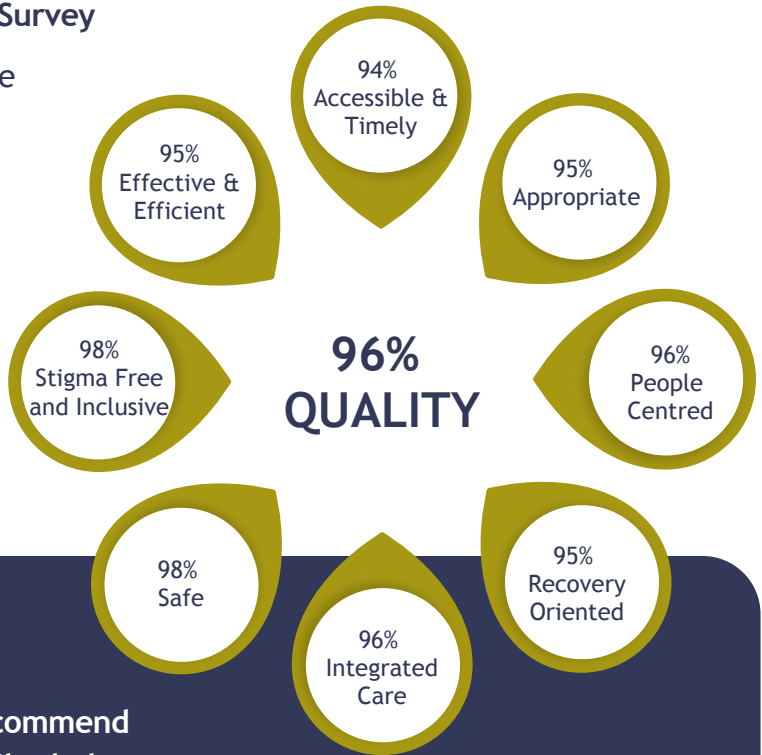 Survey
e
94%
Accessible &
Timely
95%
Appropriate
96%
People
Centred
95%
Recovery
Oriented
96%
Integrated
Care
98%
Safe
98%
Stigma Free
and Inclusive
95%
Effective &
Efficient
96%
QUALITY
commend